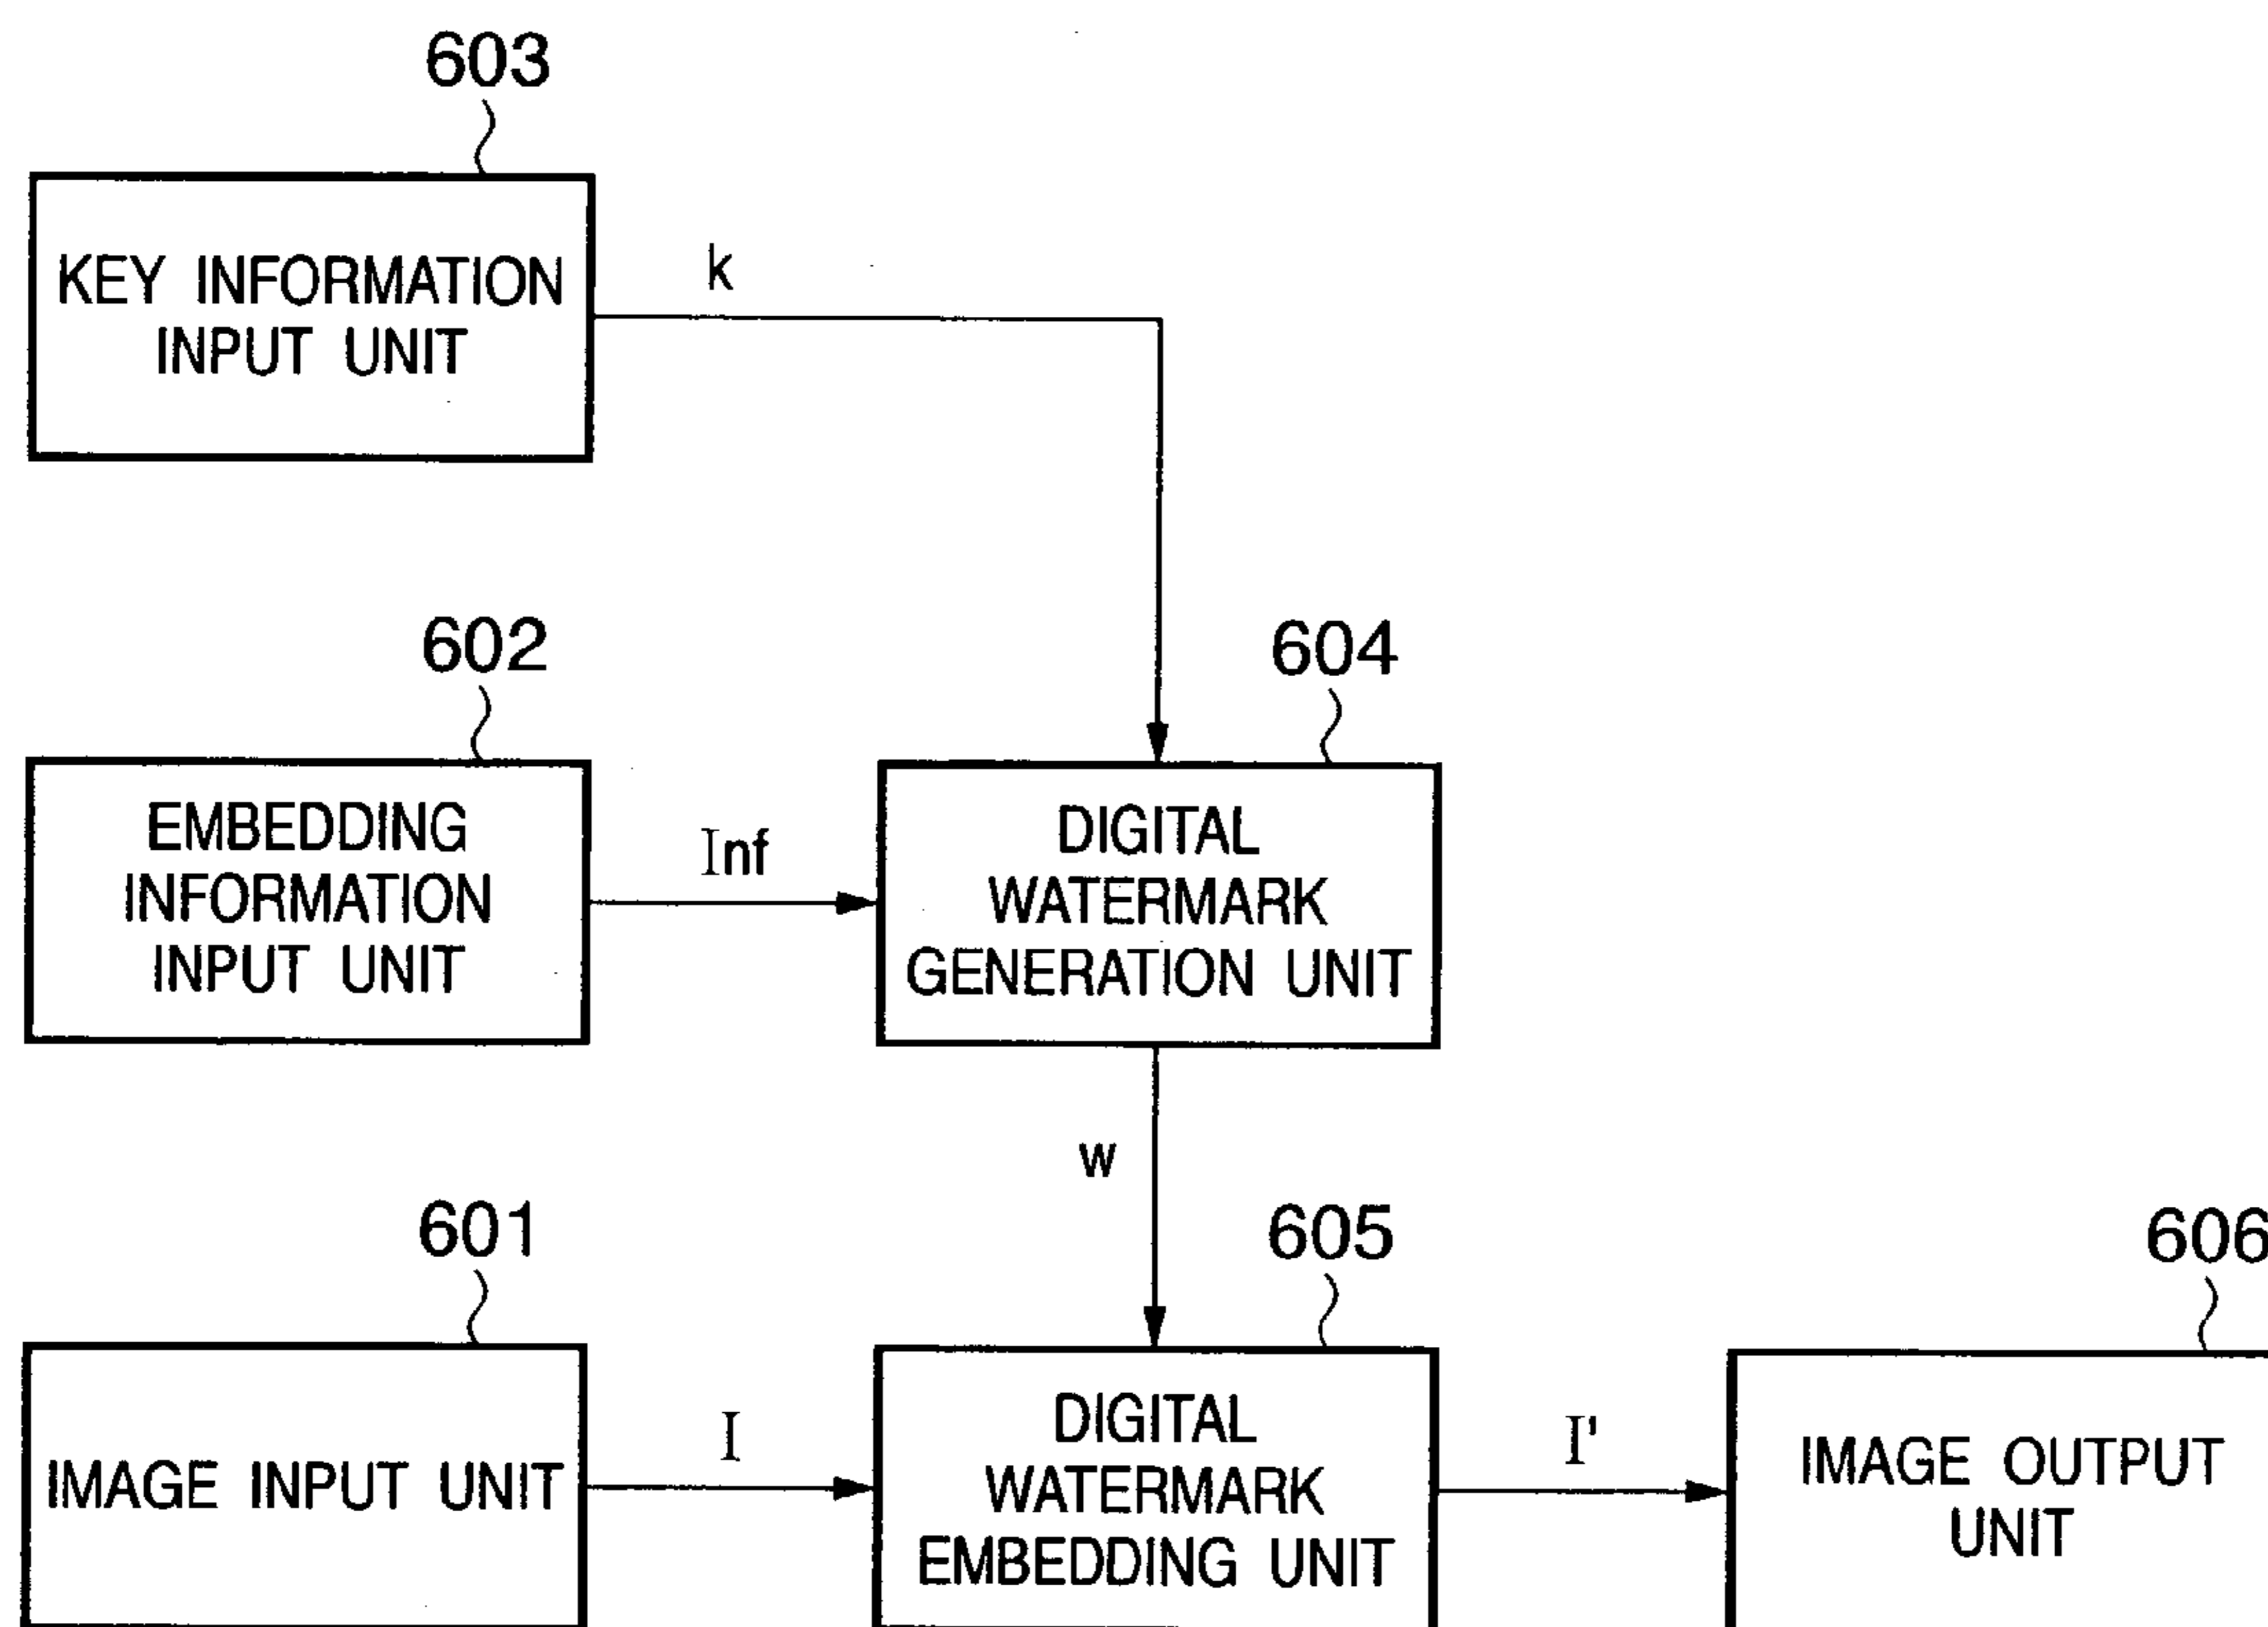 603
KEY INFORMATION
INPUT UNIT
k
602
EMBEDDING
INFORMATION
INPUT UNIT
Inf
604
DIGITAL
WATERMARK
GENERATION UNIT
w
601
IMAGE INPUT UNIT
I
605
DIGITAL
WATERMARK
EMBEDDING UNIT
I'
606
IMAGE OUTPUT
UNIT